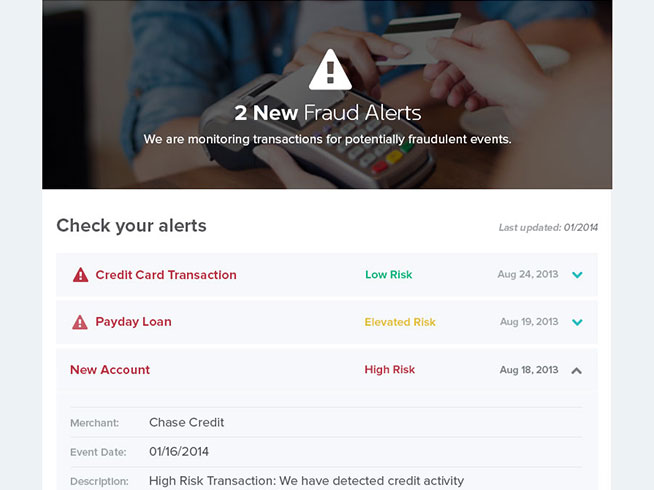 2 New Fraud Alerts
We are monitoring transactions for potentially fraudulent events.
Check your alerts
Last updated: 01/2014
Credit Card Transaction Low Risk Aug 24, 2013
Payday Loan Elevated Risk Aug 19, 2013
New Account High Risk Aug 18, 2013
Merchant: Chase Credit
Event Date: 01/16/2014
Description: High Risk Transaction: We have detected credit activity